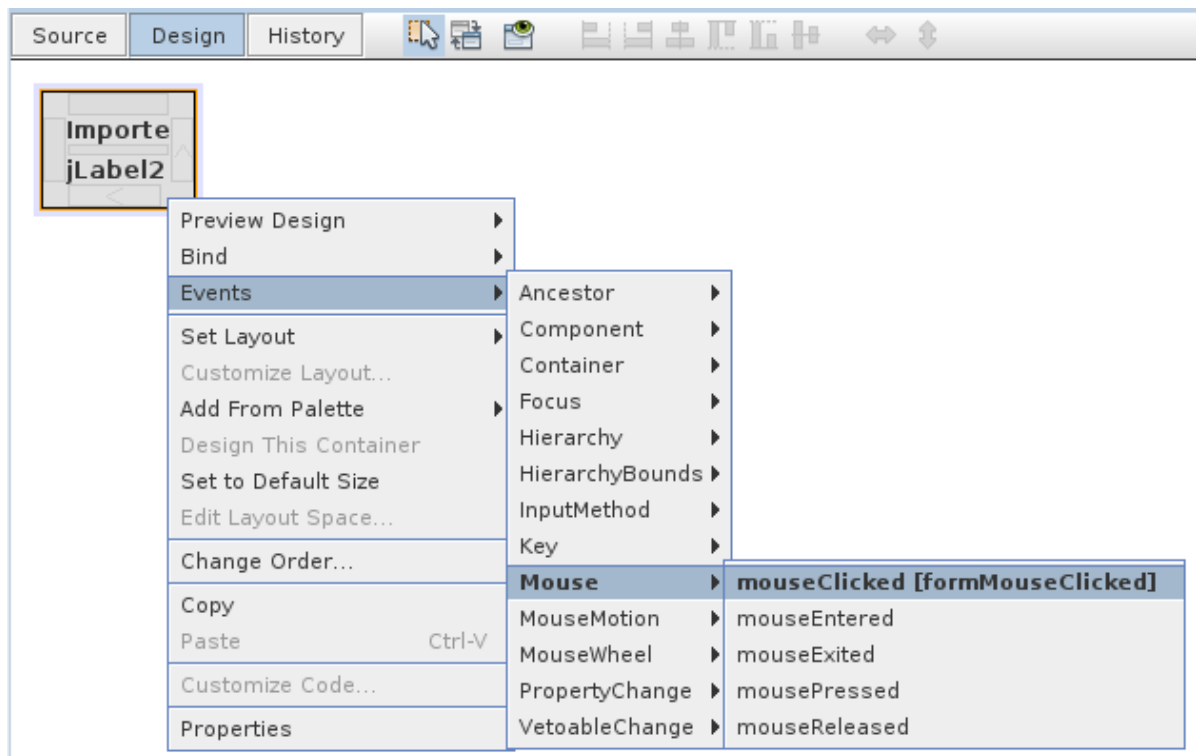 Source Design History
Importe
jLabel2
Preview Design
Bind
Events
Set Layout
Customize Layout...
Add From Palette
Design This Container
Set to Default Size
Edit Layout Space...
Change Order...
Copy
Paste Ctrl-V
Customize Code...
Properties
Ancestor
Component
Container
Focus
Hierarchy
HierarchyBounds
InputMethod
Key
Mouse
MouseMotion
MouseWheel
PropertyChange
VetoableChange
mouseClicked [formMouseClicked]
mouseEntered
mouseExited
mousePressed
mouseReleased